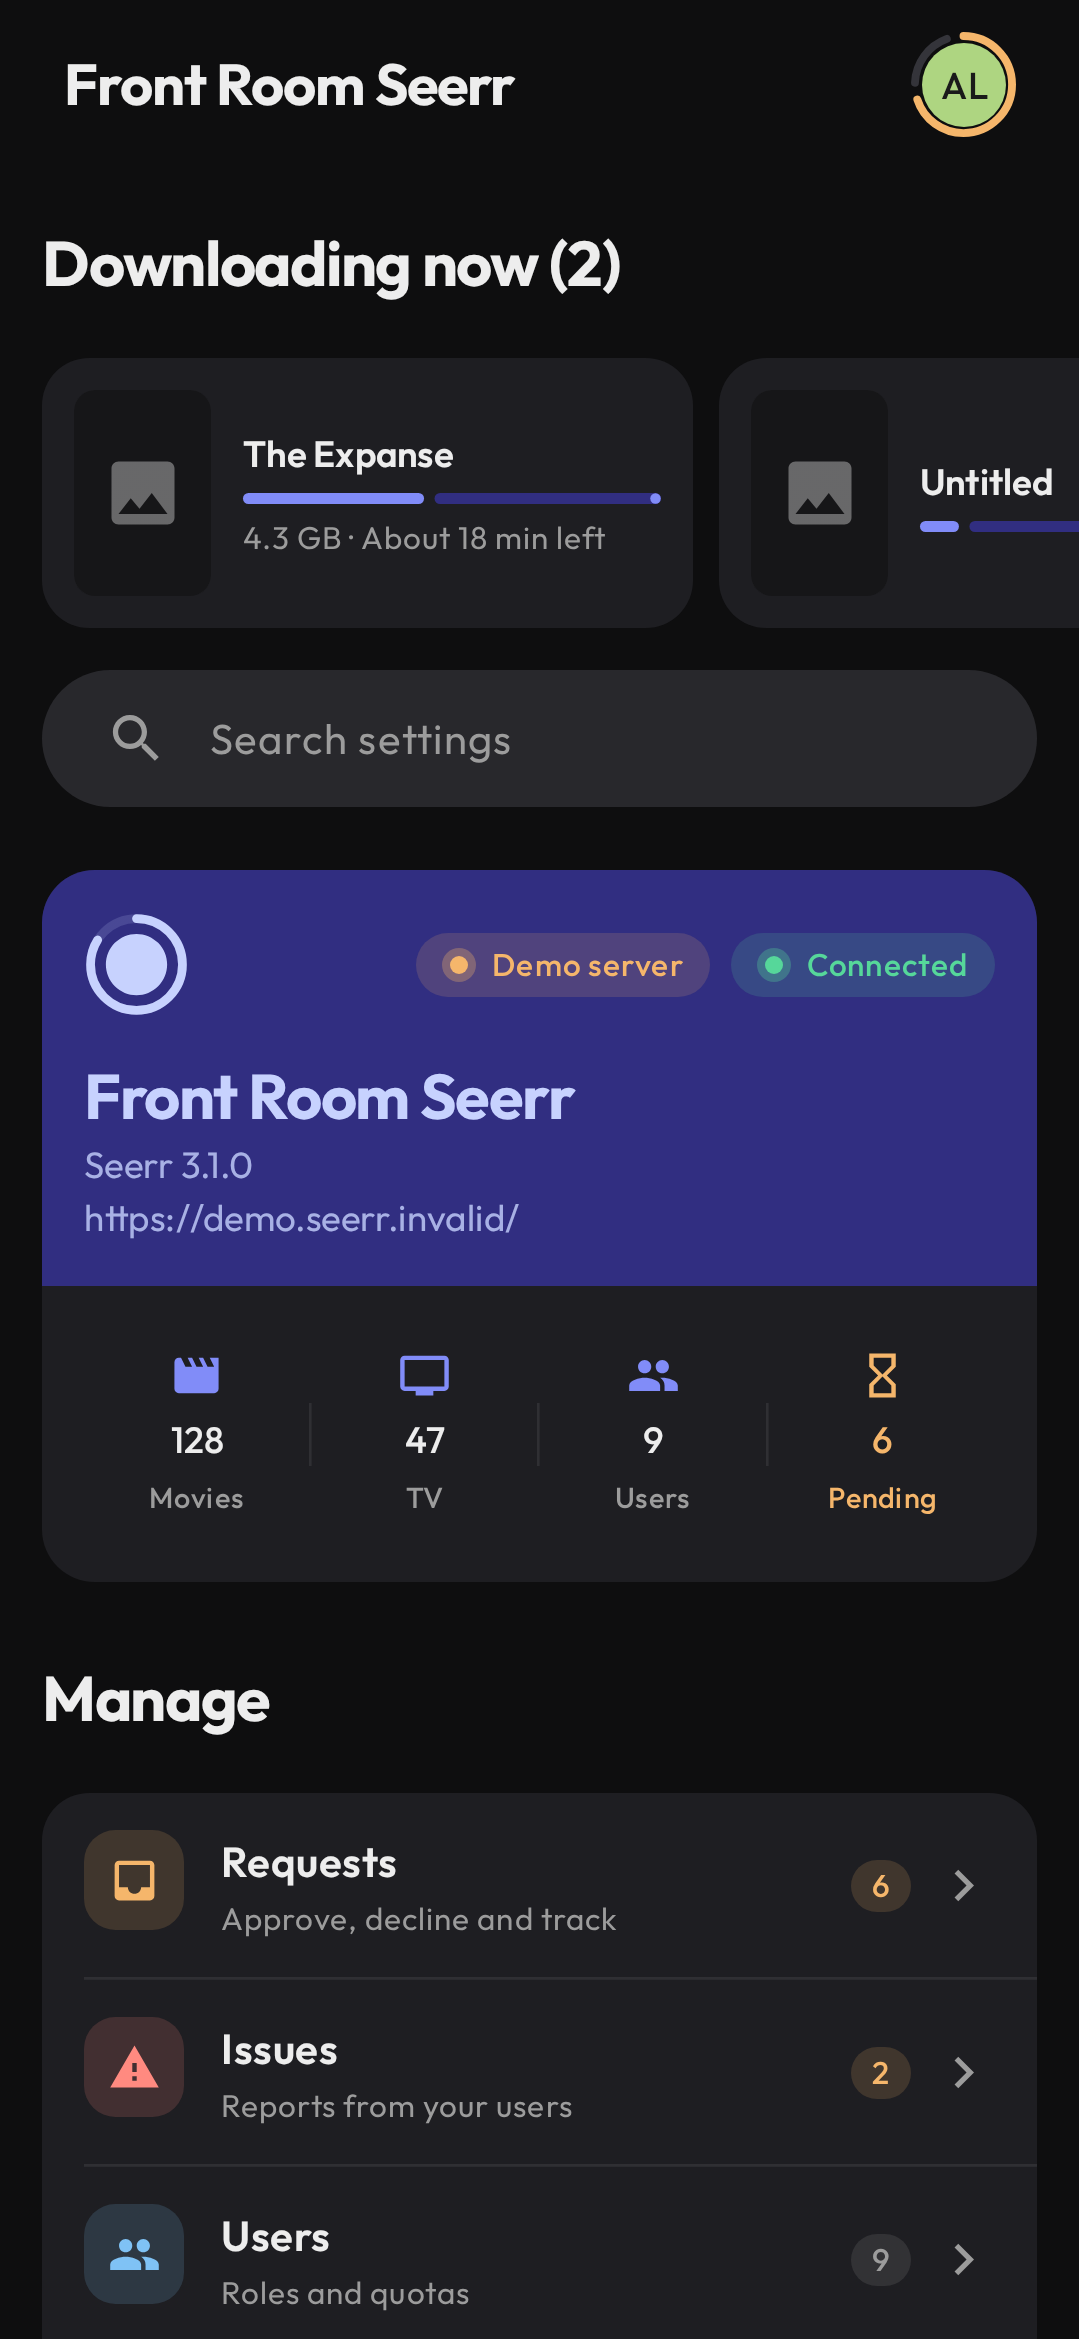 Front Room Seerr
AL
Downloading now (2)
The Expanse
4.3 GB · About 18 min left
Untitled
Search settings
Demo server
Connected
Front Room Seerr
Seerr 3.1.0
https://demo.seerr.invalid/
128
Movies
47
TV
9
Users
6
Pending
Manage
Requests
Approve, decline and track
6
Issues
Reports from your users
2
Users
Roles and quotas
9